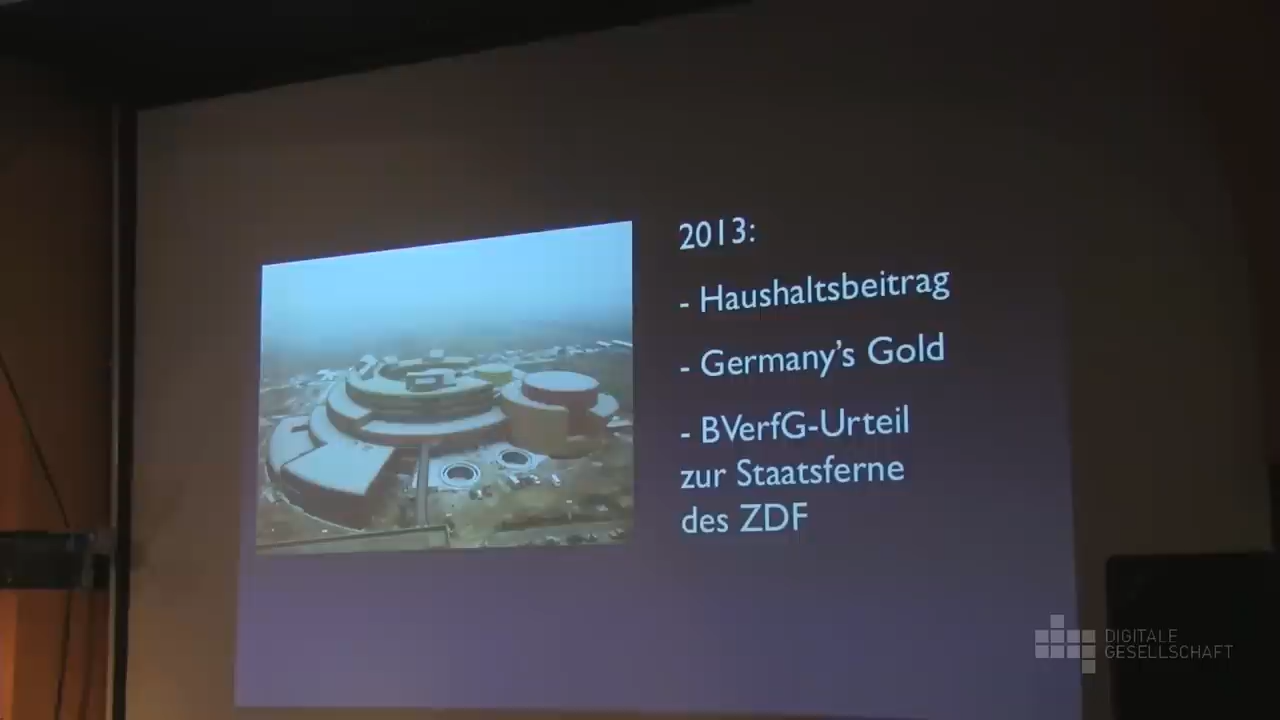 2013:
- Haushaltsbeitrag
- Germany's Gold
- BVerfG-Urteil
zur Staatsferne
des ZDF
DIGITALE
GESELLSCHAFT